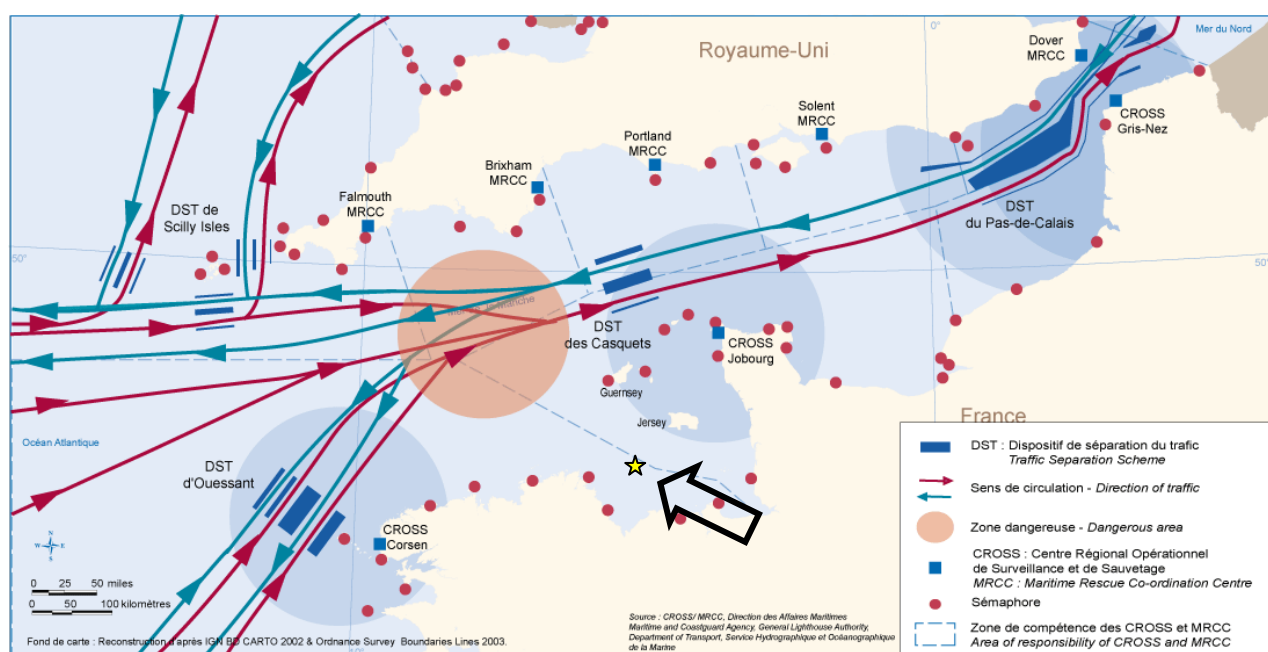 Royaume-Uni
0°
Mer du Nord
Dover
MRCC
CROSS
Gris-Nez
Solent
MRCC
Portland
MRCC
Brixham
MRCC
Falmouth
MRCC
DST de
Scilly Isles
DST
du Pas-de-Calais
50°
50°
DST
des Casquets
CROSS
Jobourg
Guernsey
Jersey
France
Océan Atlantique
DST
d'Ouessant
CROSS
Corsen
N
W E
S
0 25 50 miles
0 50 100 kilomètres
Fond de carte : Reconstruction d'après IGN BD CARTO 2002 & Ordnance Survey Boundaries Lines 2003.
Source : CROSS/ MRCC, Direction des Affaires Maritimes
Maritime and Coastguard Agency, General Lighthouse Authority,
Department of Transport, Service Hydrographique et Océanographique
de la Marine
DST : Dispositif de séparation du trafic
Traffic Separation Scheme
Sens de circulation - Direction of traffic
Zone dangereuse - Dangerous area
CROSS : Centre Régional Opérationnel
de Surveillance et de Sauvetage
MRCC : Maritime Rescue Co-ordination Centre
Sémaphore
Zone de compétence des CROSS et MRCC
Area of responsibility of CROSS and MRCC